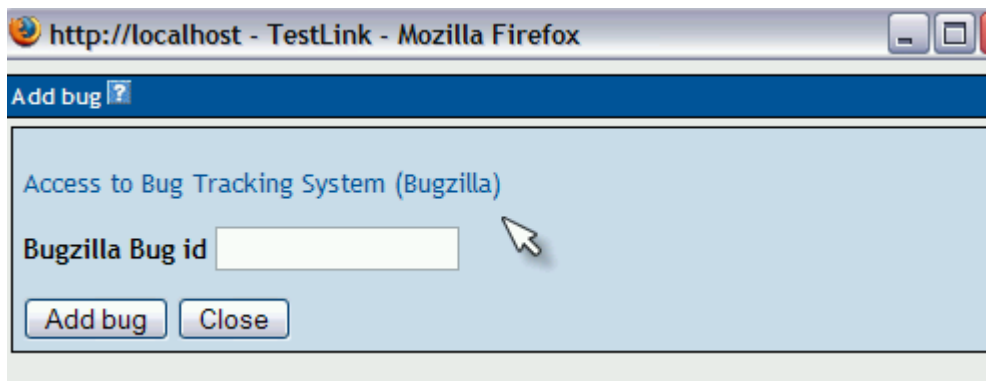 http://localhost - TestLink - Mozilla Firefox
Add bug ?
Access to Bug Tracking System (Bugzilla)
Bugzilla Bug id
Add bug Close